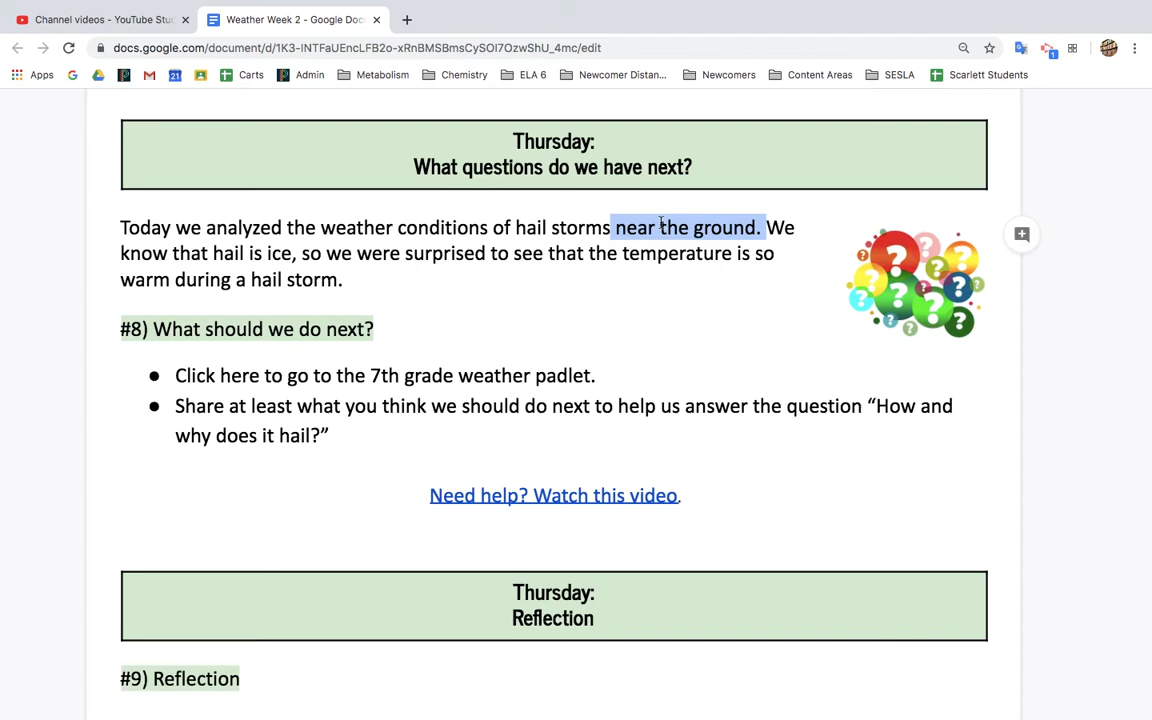 Channel videos - YouTube Stud
Weather Week 2 - Google Docs
docs.google.com/document/d/1K3-INTFaUEncLFB2o-xRnBMSBmsCySOI7OzwShU_4mc/edit
Apps
21
Carts
Admin
Metabolism
Chemistry
ELA 6
Newcomer Distan...
Newcomers
Content Areas
SESLA
Scarlett Students
1
Thursday:
What questions do we have next?
Today we analyzed the weather conditions of hail storms near the ground. We
know that hail is ice, so we were surprised to see that the temperature is so
warm during a hail storm.
#8) What should we do next?
● Click here to go to the 7th grade weather padlet.
● Share at least what you think we should do next to help us answer the question “How and
why does it hail?”
Need help? Watch this video.
Thursday:
Reflection
#9) Reflection